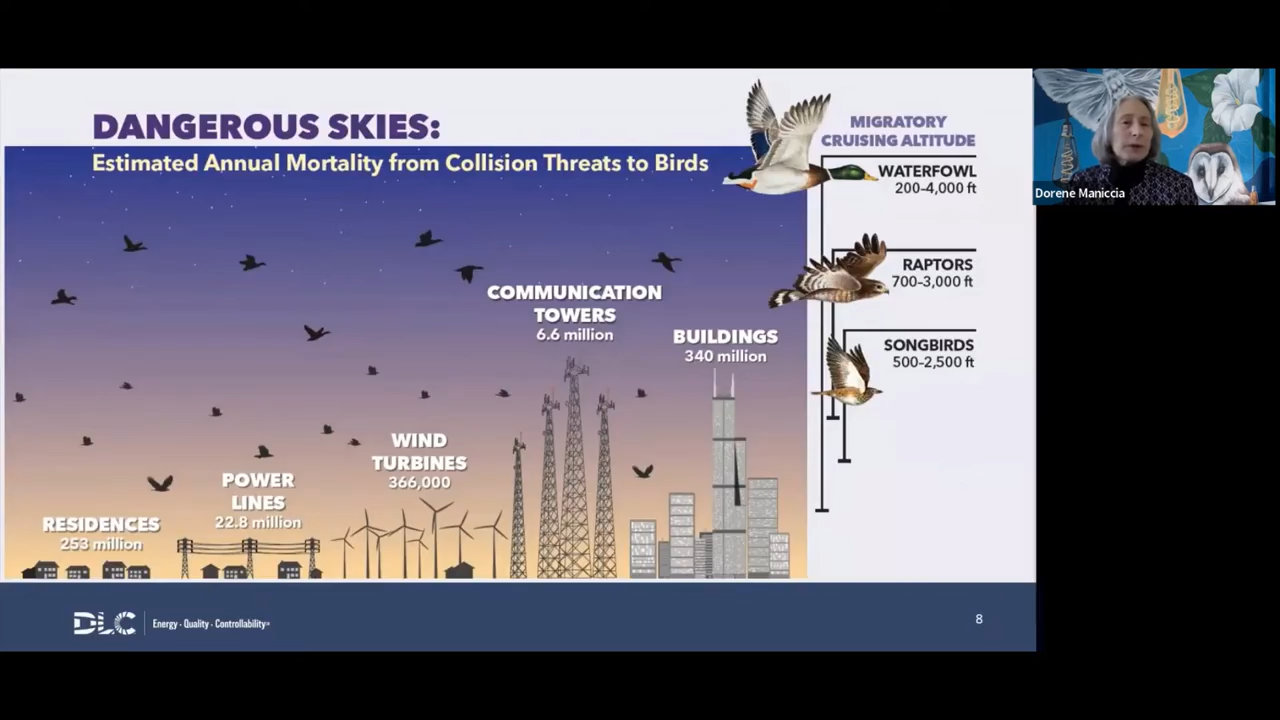 DANGEROUS SKIES:
Estimated Annual Mortality from Collision Threats to Birds
MIGRATORY
CRUISING ALTITUDE
WATERFOWL
200-4,000 ft
RAPTORS
700-3,000 ft
SONGBIRDS
500-2,500 ft
COMMUNICATION
TOWERS
6.6 million
BUILDINGS
340 million
WIND
TURBINES
366,000
POWER
LINES
22.8 million
RESIDENCES
253 million
DLC
Energy · Quality · Controllability℠
8
Dorene Maniccia